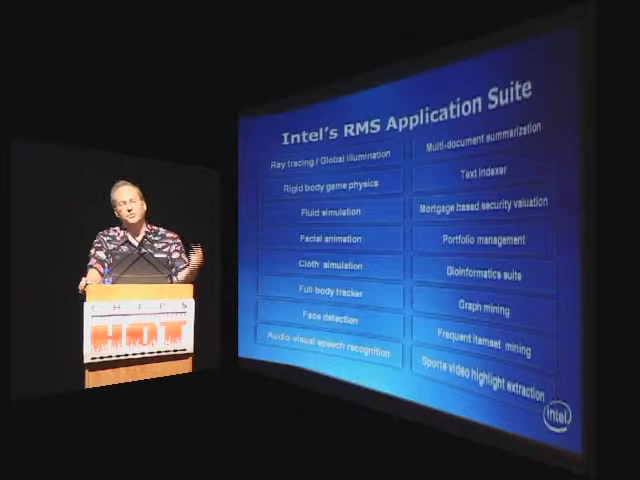 Intel's RMS Application Suite
Ray tracing / Global illumination
Rigid body game physics
Fluid simulation
Facial animation
Cloth simulation
Full body tracker
Face detection
Audio-visual speech recognition
Multi-document summarization
Text indexer
Mortgage based security valuation
Portfolio management
Bioinformatics suite
Graph mining
Frequent itemset mining
Sports video highlight extraction
intel
CHIPS
HOT